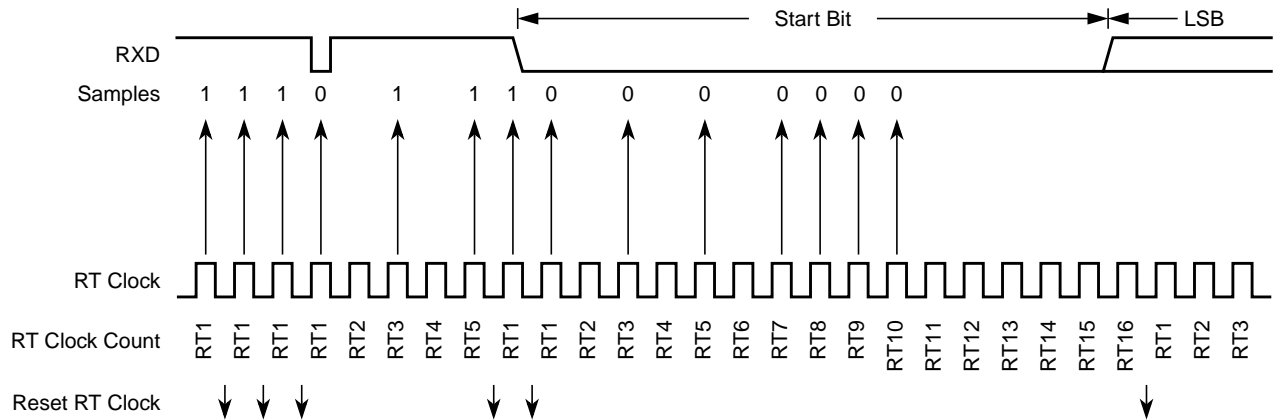 Start Bit LSB
RXD
Samples 1 1 1 0 1 1 1 0 0 0 0 0 0 0
RT Clock
RT Clock Count RT1 RT1 RT1 RT1 RT2 RT3 RT4 RT5 RT1 RT1 RT2 RT3 RT4 RT5 RT6 RT7 RT8 RT9 RT10 RT11 RT12 RT13 RT14 RT15 RT16 RT1 RT2 RT3
Reset RT Clock